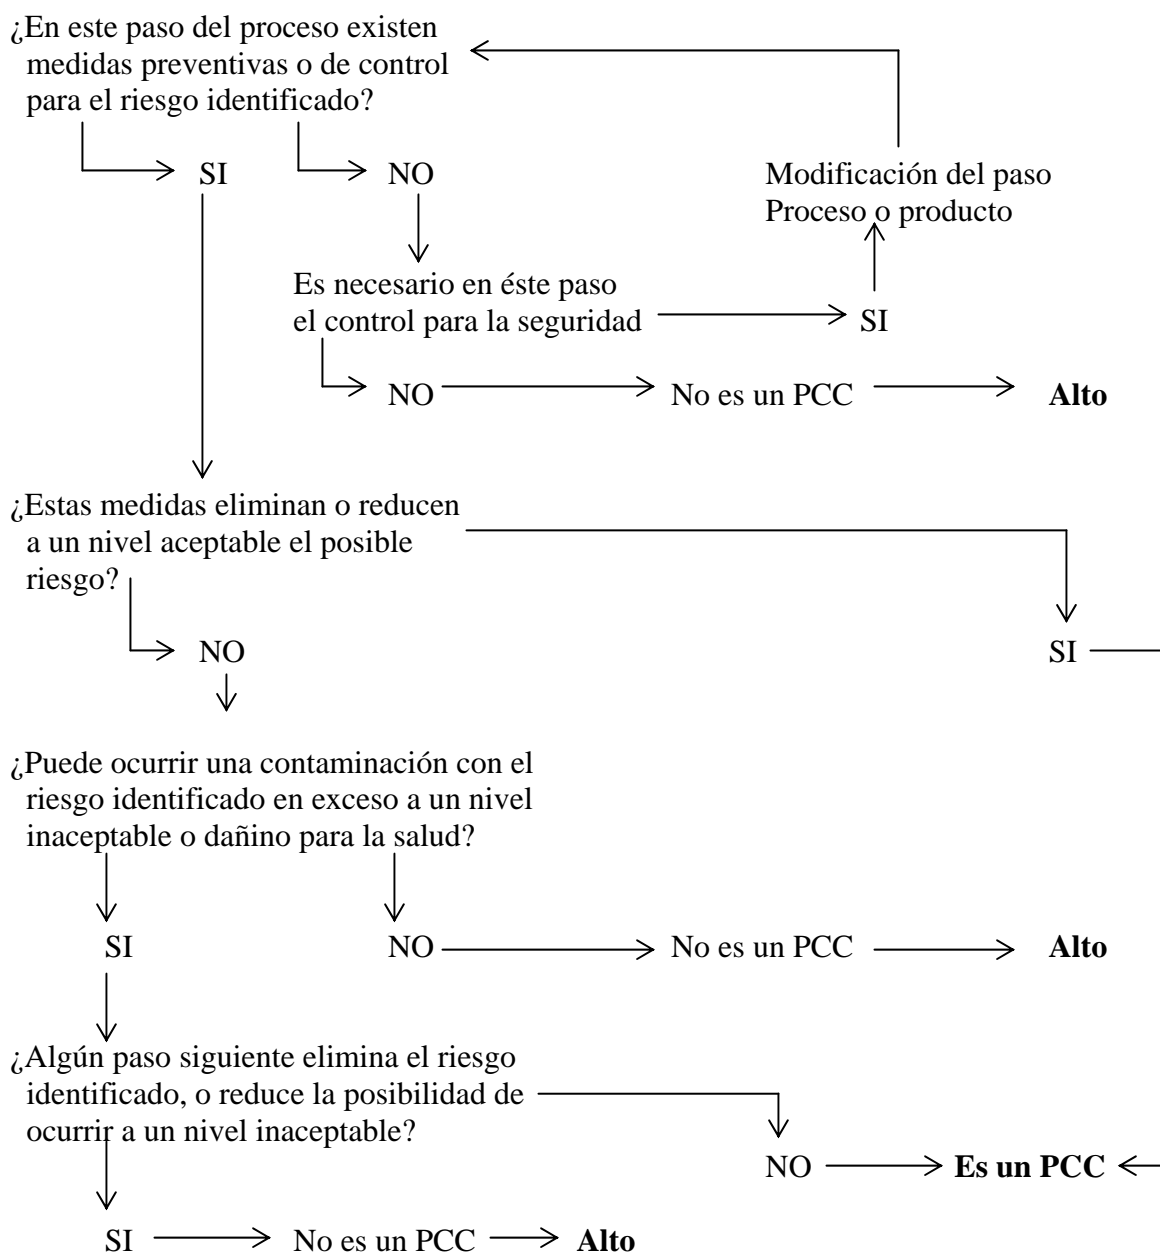 ¿En este paso del proceso existen
medidas preventivas o de control
para el riesgo identificado?
SI
NO
Modificación del paso
Proceso o producto
Es necesario en éste paso
el control para la seguridad
SI
NO
No es un PCC
Alto
¿Estas medidas eliminan o reducen
a un nivel aceptable el posible
riesgo?
NO
SI
¿Puede ocurrir una contaminación con el
riesgo identificado en exceso a un nivel
inaceptable o dañino para la salud?
SI
NO
No es un PCC
Alto
¿Algún paso siguiente elimina el riesgo
identificado, o reduce la posibilidad de
ocurrir a un nivel inaceptable?
NO
Es un PCC
SI
No es un PCC
Alto